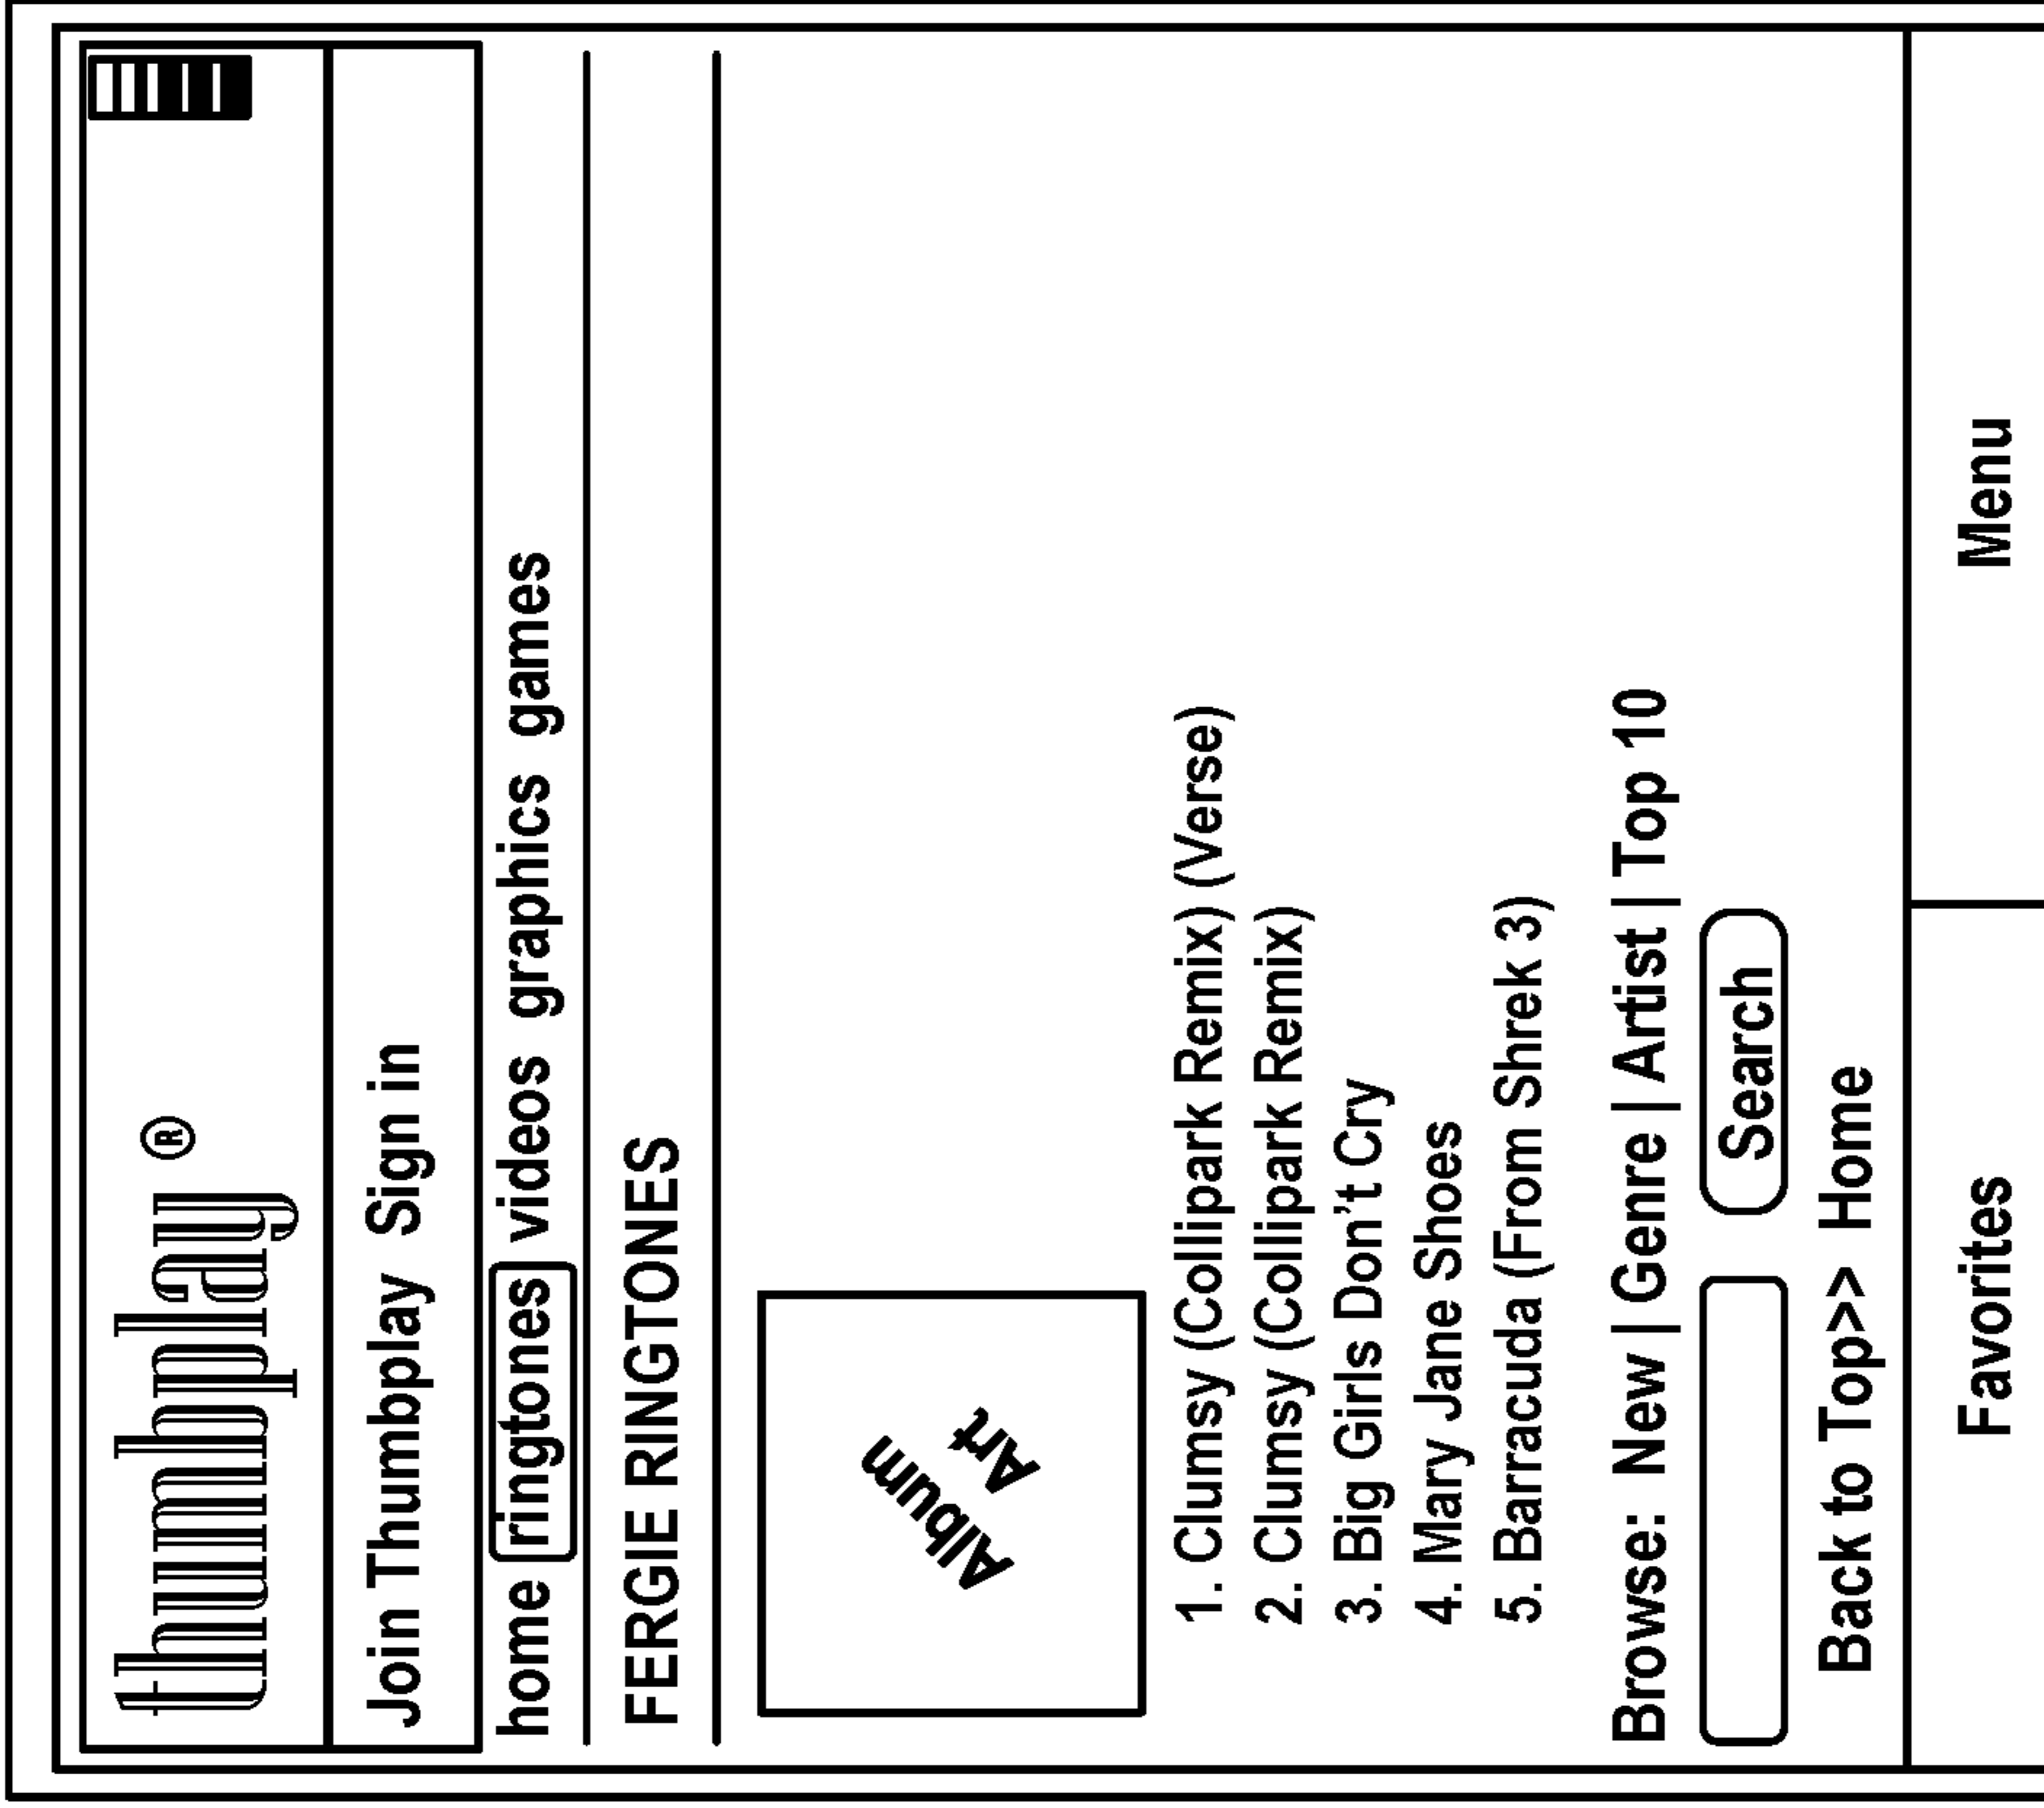 thumbplay ®
Join Thumbplay Sign in
home ringtones videos graphics games
FERGIE RINGTONES
Album
Art
1. Clumsy (Collipark Remix) (Verse)
2. Clumsy (Collipark Remix)
3. Big Girls Don't Cry
4. Mary Jane Shoes
5. Barracuda (From Shrek 3)
Browse: New | Genre | Artist | Top 10
Search
Back to Top>> Home
Favorites Menu